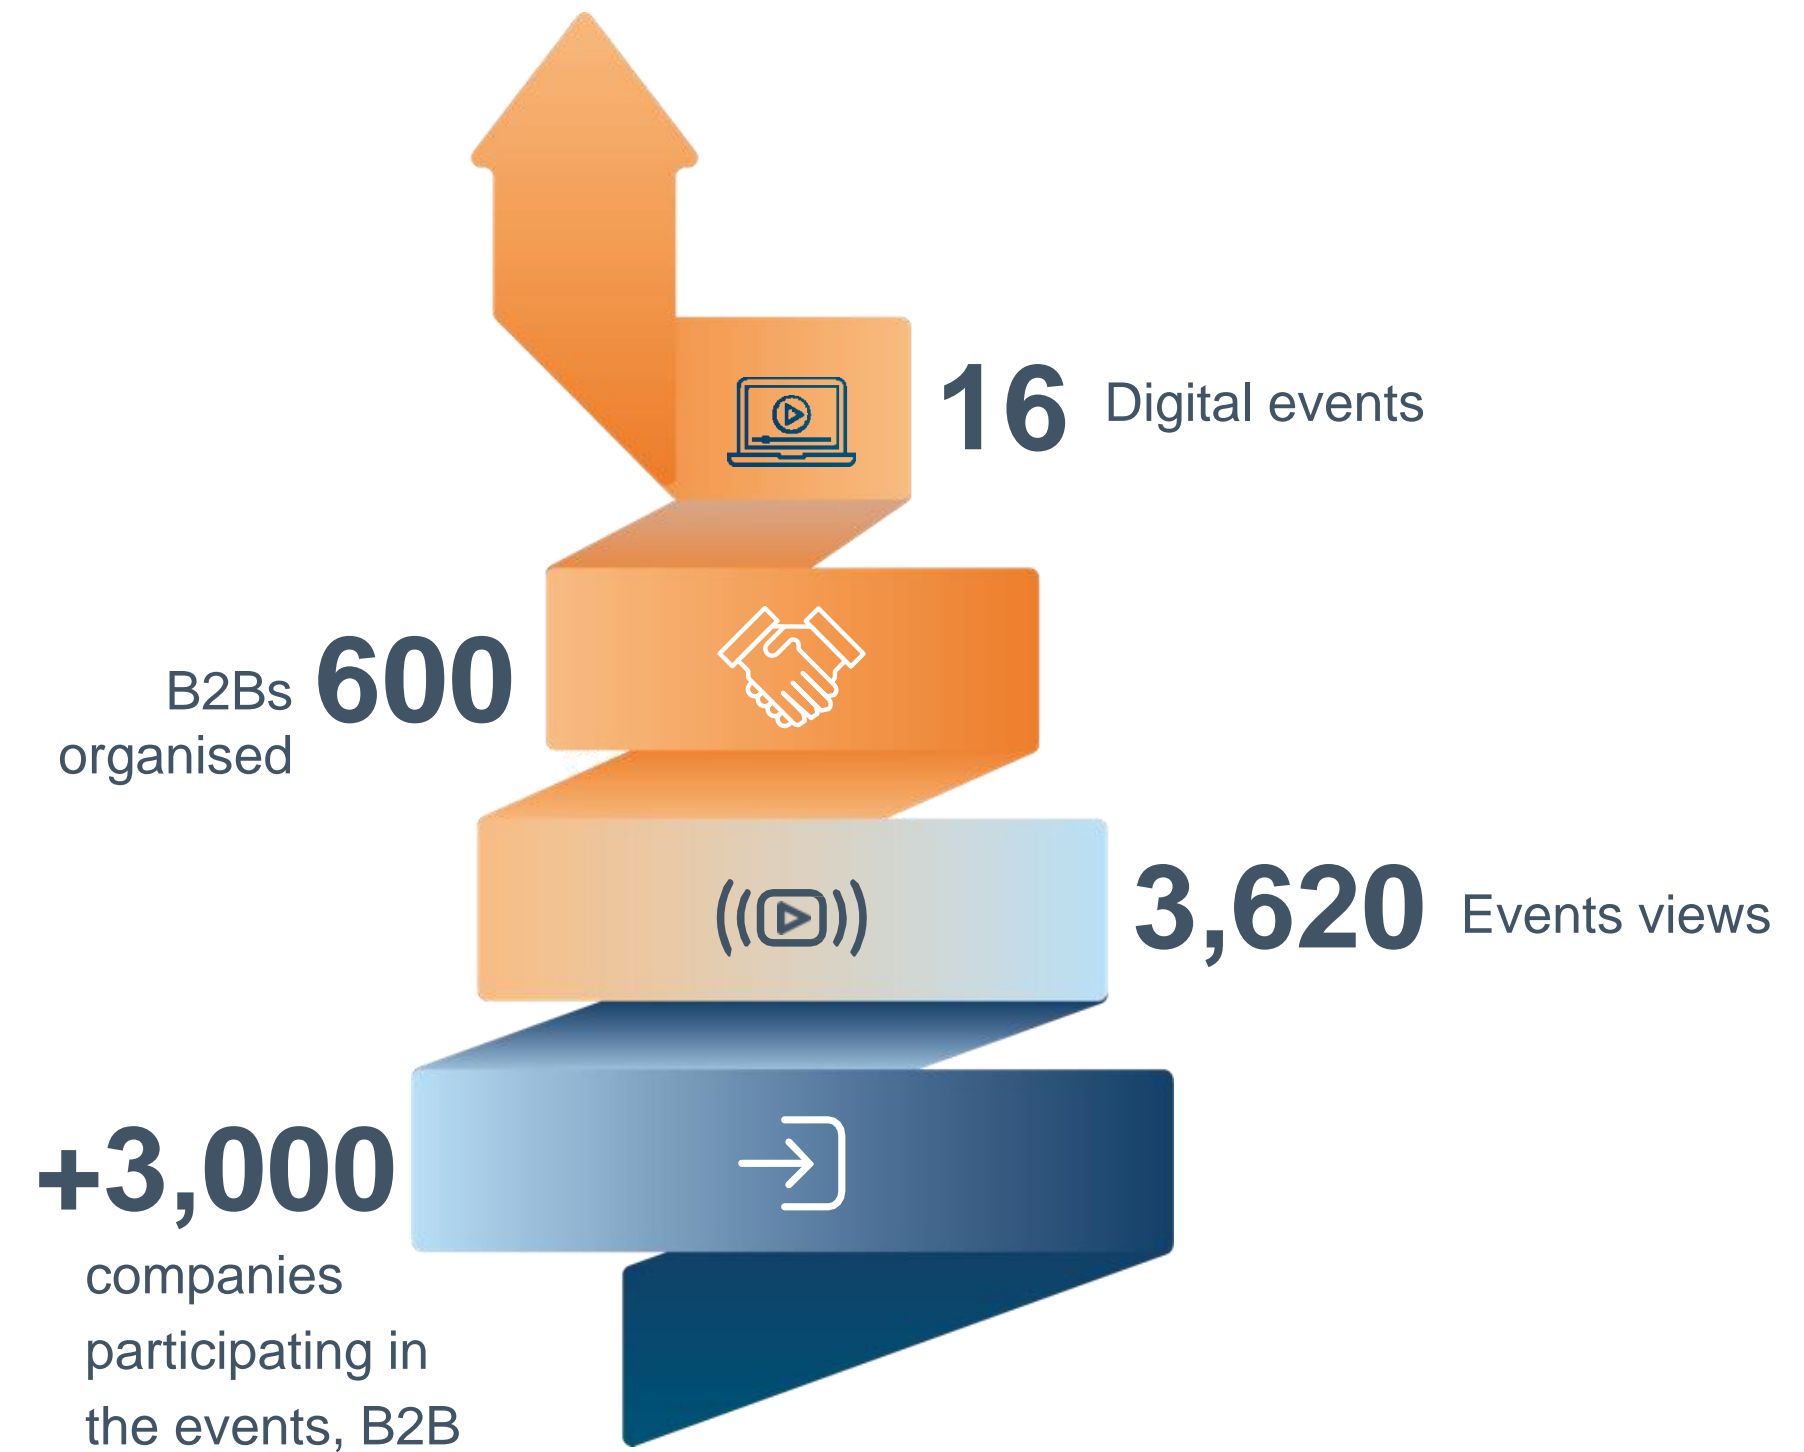 16 Digital events
B2Bs 600
organised
3,620 Events views
+3,000
companies
participating in
the events, B2B